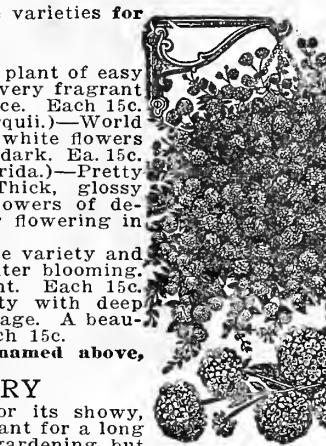 e varieties for
plant of easy
very fragrant
ce. Each 15c.
rquii.)—World
white flowers
dark. Ea. 15c.
rida.)—Pretty
Thick, glossy
owers of de-
flowering in
e variety and
ter blooming.
nt. Each 15c.
ty with deep
age. A beau-
ch 15c.
named above,
RY
or its showy,
ant for a long
gardening, but